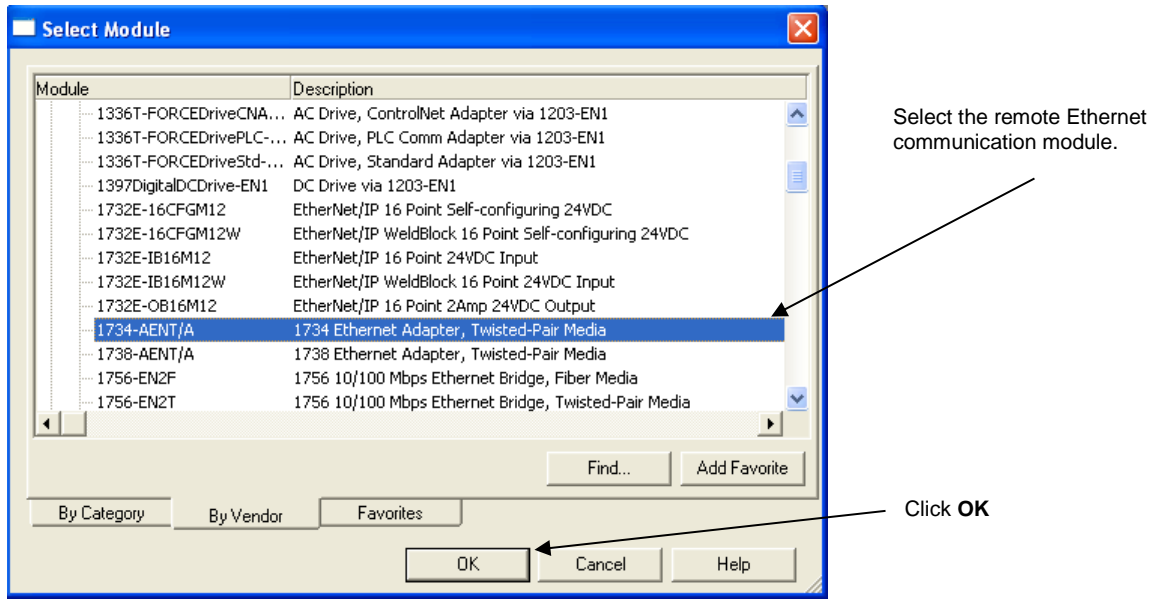 Select Module
Module Description
1336T-FORCEDriveCNA... AC Drive, ControlNet Adapter via 1203-EN1
1336T-FORCEDrivePLC-... AC Drive, PLC Comm Adapter via 1203-EN1
1336T-FORCEDriveStd-... AC Drive, Standard Adapter via 1203-EN1
1397DigitalDCDrive-EN1 DC Drive via 1203-EN1
1732E-16CFGM12 EtherNet/IP 16 Point Self-configuring 24VDC
1732E-16CFGM12W EtherNet/IP WeldBlock 16 Point Self-configuring 24VDC
1732E-IB16M12 EtherNet/IP 16 Point 24VDC Input
1732E-IB16M12W EtherNet/IP WeldBlock 16 Point 24VDC Input
1732E-OB16M12 EtherNet/IP 16 Point 2Amp 24VDC Output
1734-AENT/A 1734 Ethernet Adapter, Twisted-Pair Media
1738-AENT/A 1738 Ethernet Adapter, Twisted-Pair Media
1756-EN2F 1756 10/100 Mbps Ethernet Bridge, Fiber Media
1756-EN2T 1756 10/100 Mbps Ethernet Bridge, Twisted-Pair Media
Find... Add Favorite
By Category By Vendor Favorites
OK Cancel Help
Select the remote Ethernet
communication module.
Click OK